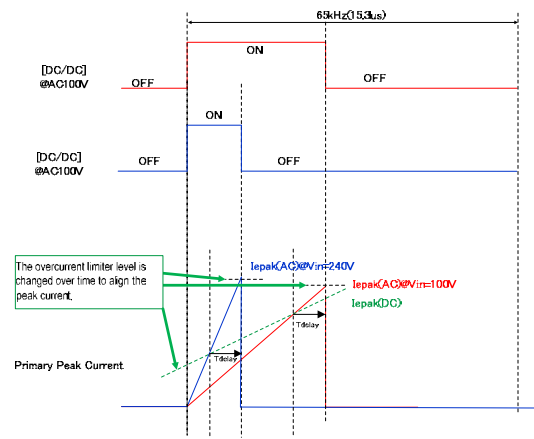 65kHz(15.3us)
ON
[DC/DC]
@AC100V
OFF
OFF
ON
[DC/DC]
@AC100V
OFF
OFF
The overcurrent limiter level is
changed over time to align the
peak current.
Iepak(AC)@Vin=240V
Iepak(AC)@Vin=100V
Iepak(DC)
Tdelay
Tdelay
Primary Peak Current